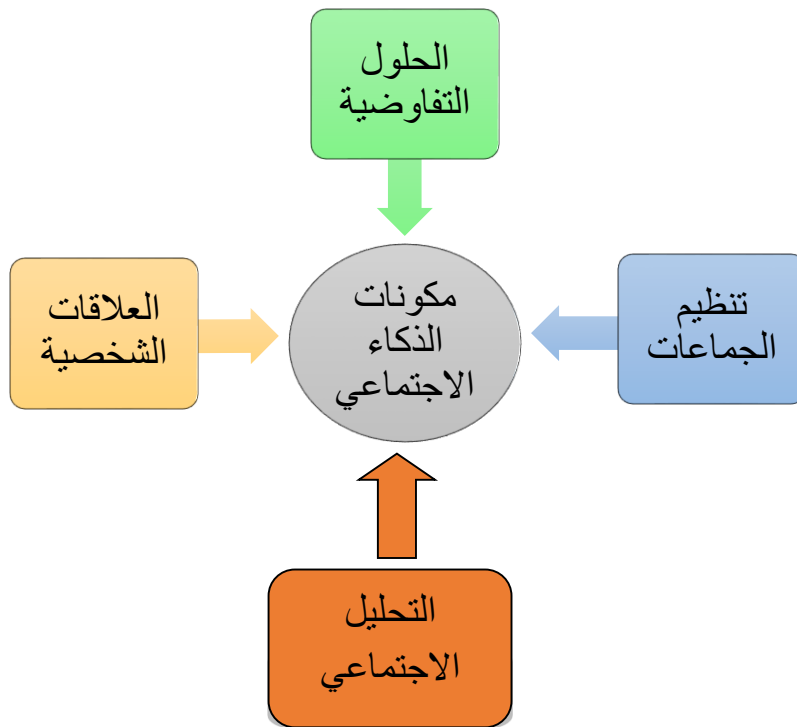 الحلول
التفاوضية
تنظيم
الجماعات
مكونات
الذكاء
الاجتماعي
العلاقات
الشخصية
التحليل
الاجتماعي